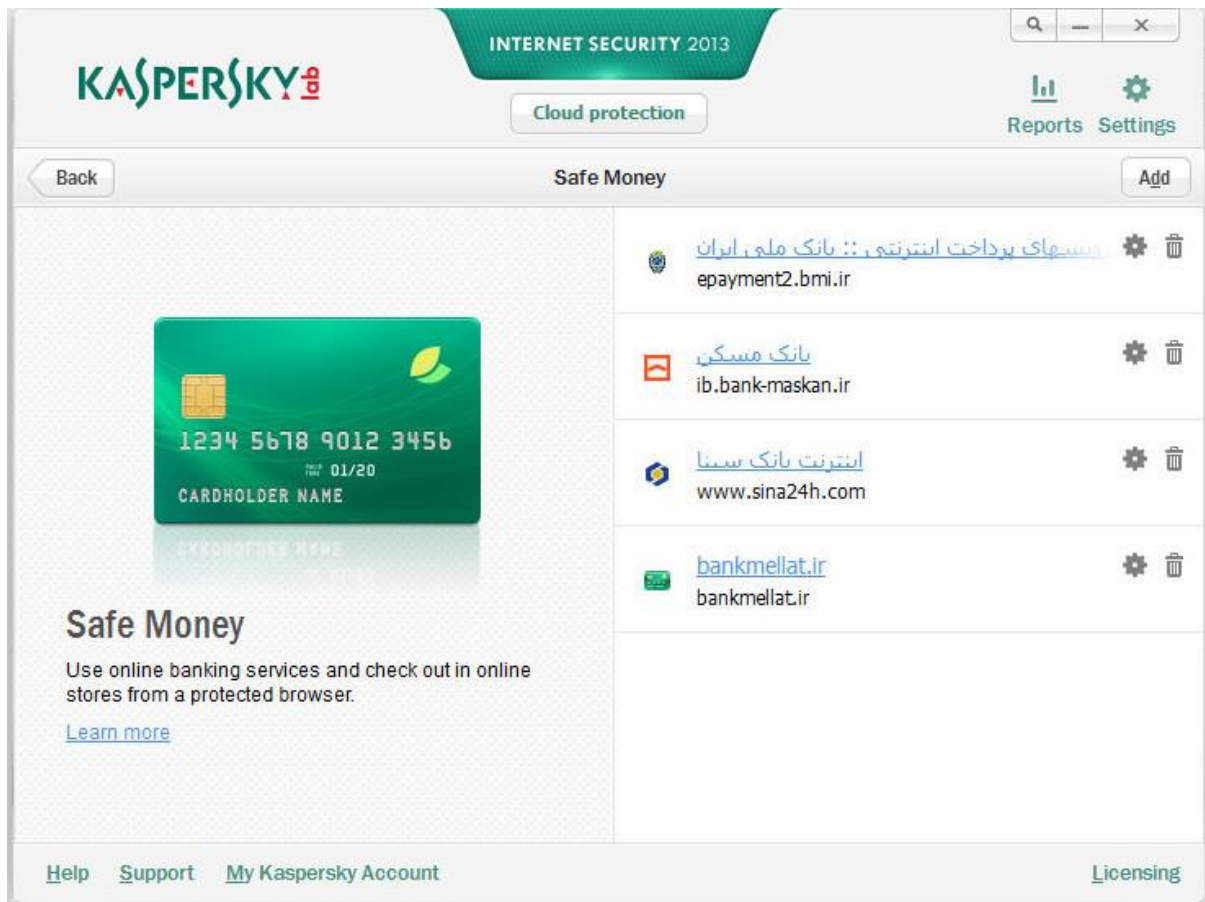 INTERNET SECURITY 2013
KASPERSKY lab
Cloud protection
Reports Settings
Back
Safe Money
Add
پرداخت اینترنتی :: بانک ملی ایران
epayment2.bmi.ir
بانک مسکن
ib.bank-maskan.ir
اینترنت بانک سینا
www.sina24h.com
bankmellat.ir
bankmellat.ir
1234 5678 9012 3456
01/20
CARDHOLDER NAME
Safe Money
Use online banking services and check out in online
stores from a protected browser.
Learn more
Help Support My Kaspersky Account
Licensing